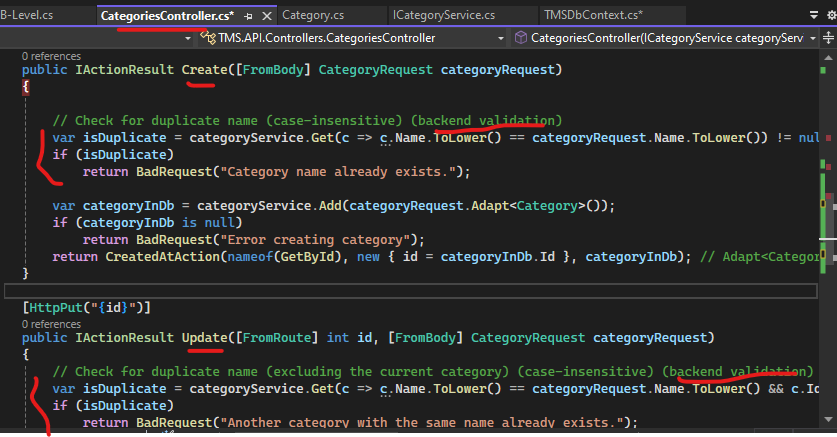 B-Level.cs CategoriesController.cs* Category.cs ICategoryService.cs TMSDbContext.cs*
TMS.API.Controllers.CategoriesController CategoriesController(ICategoryService categoryServ
0 references
public IActionResult Create([FromBody] CategoryRequest categoryRequest)
{
// Check for duplicate name (case-insensitive) (backend validation)
var isDuplicate = categoryService.Get(c => c.Name.ToLower() == categoryRequest.Name.ToLower()) != nul
if (isDuplicate)
return BadRequest("Category name already exists.");
var categoryInDb = categoryService.Add(categoryRequest.Adapt<Category>());
if (categoryInDb is null)
return BadRequest("Error creating category");
return CreatedAtAction(nameof(GetById), new { id = categoryInDb.Id }, categoryInDb); // Adapt<Categor
}
[HttpPut("{id}")]
0 references
public IActionResult Update([FromRoute] int id, [FromBody] CategoryRequest categoryRequest)
{
// Check for duplicate name (excluding the current category) (case-insensitive) (backend validation)
var isDuplicate = categoryService.Get(c => c.Name.ToLower() == categoryRequest.Name.ToLower() && c.Id
if (isDuplicate)
return BadRequest("Another category with the same name already exists.");